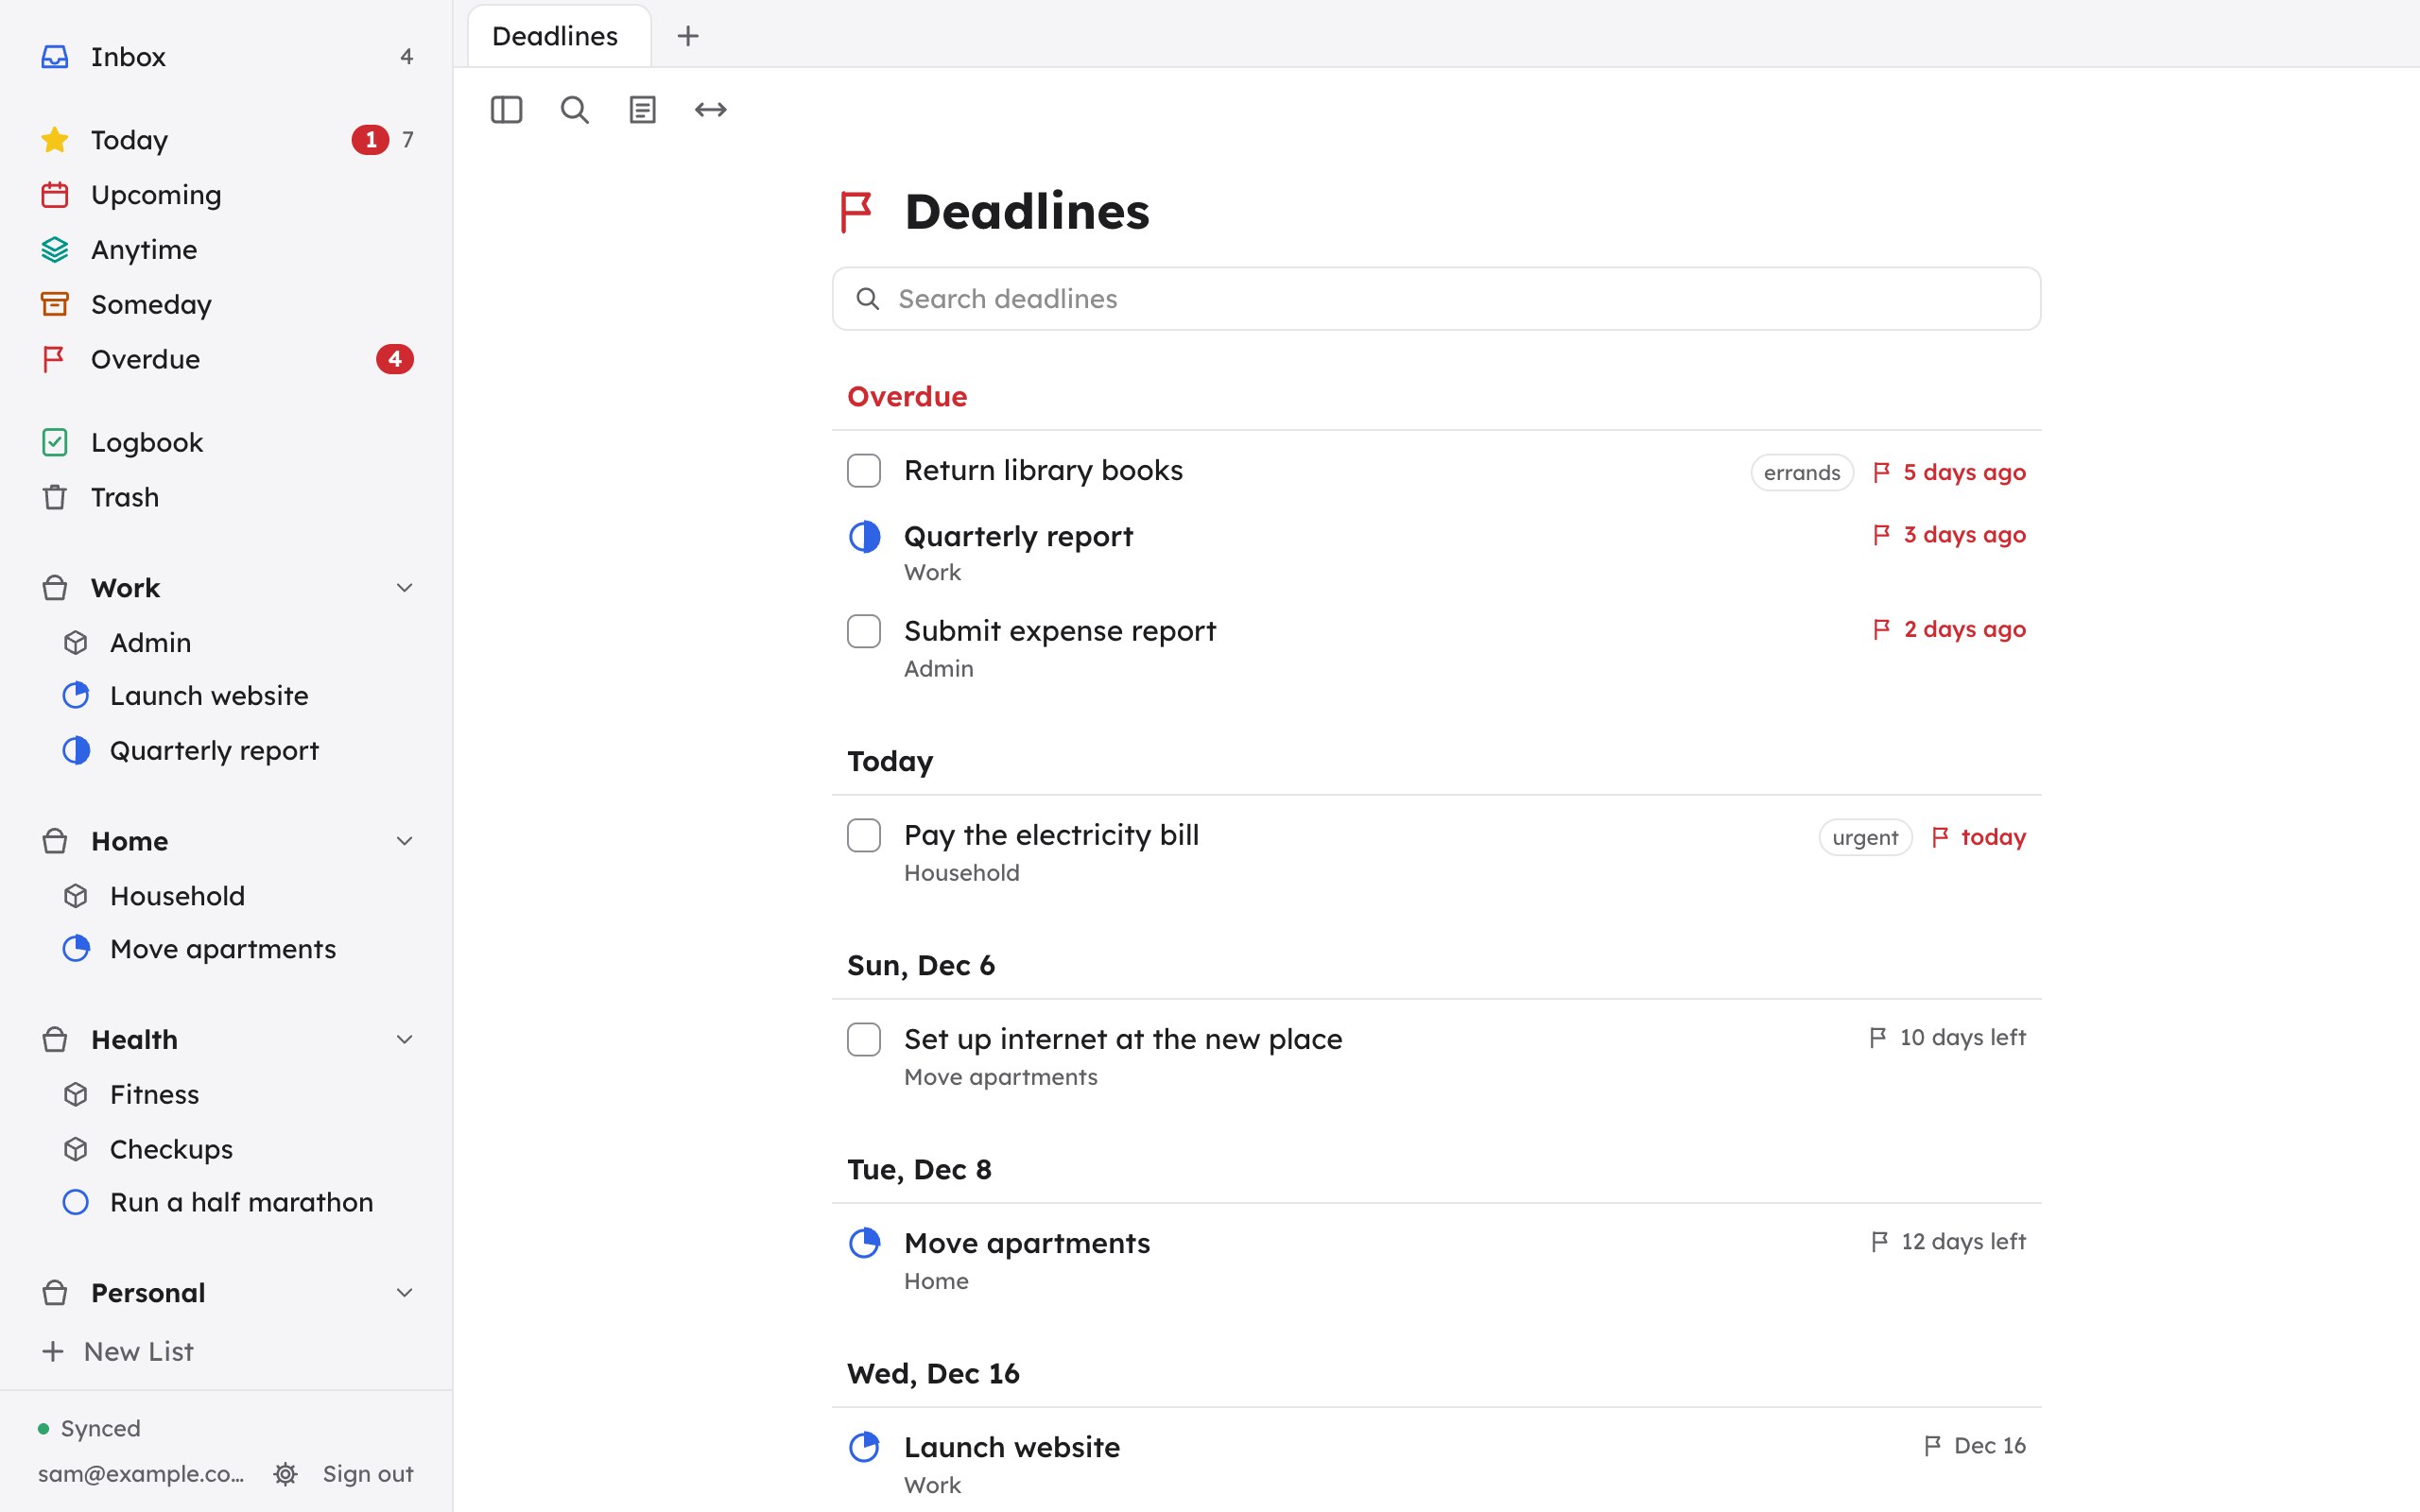 Inbox 4
Today 1 7
Upcoming
Anytime
Someday
Overdue 4
Logbook
Trash
Work
Admin
Launch website
Quarterly report
Home
Household
Move apartments
Health
Fitness
Checkups
Run a half marathon
Personal
New List
Synced
sam@example.co… Sign out
Deadlines
Deadlines
Search deadlines
Overdue
Return library books errands 5 days ago
Quarterly report 3 days ago
Work
Submit expense report 2 days ago
Admin
Today
Pay the electricity bill urgent today
Household
Sun, Dec 6
Set up internet at the new place 10 days left
Move apartments
Tue, Dec 8
Move apartments 12 days left
Home
Wed, Dec 16
Launch website Dec 16
Work